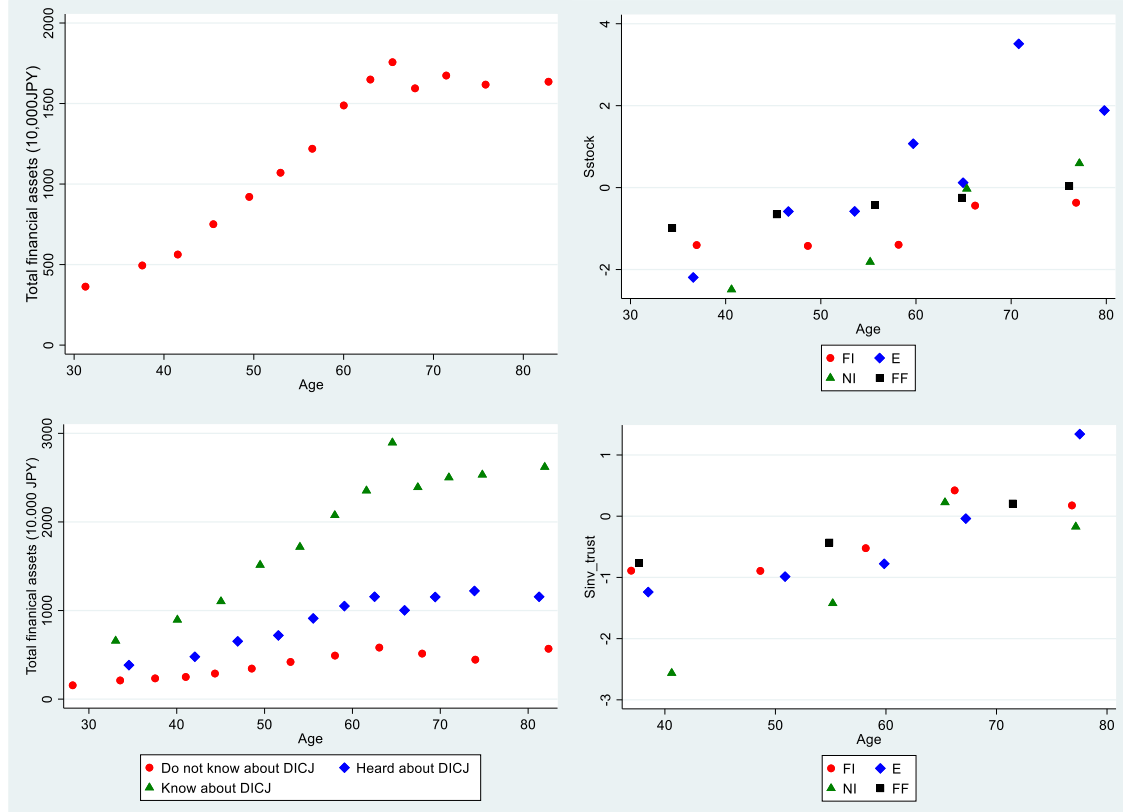 Total financial assets (10,000JPY)
2000
1500
1000
500
0
30 40 50 60 70 80
Age
Sstock
4
2
0
-2
30 40 50 60 70 80
Age
FI E
NI FF
Total finanical assets (10.000 JPY)
3000
2000
1000
0
30 40 50 60 70 80
Age
Do not know about DICJ Heard about DICJ
Know about DICJ
Sinv_trust
1
0
-1
-2
-3
40 50 60 70 80
Age
FI E
NI FF